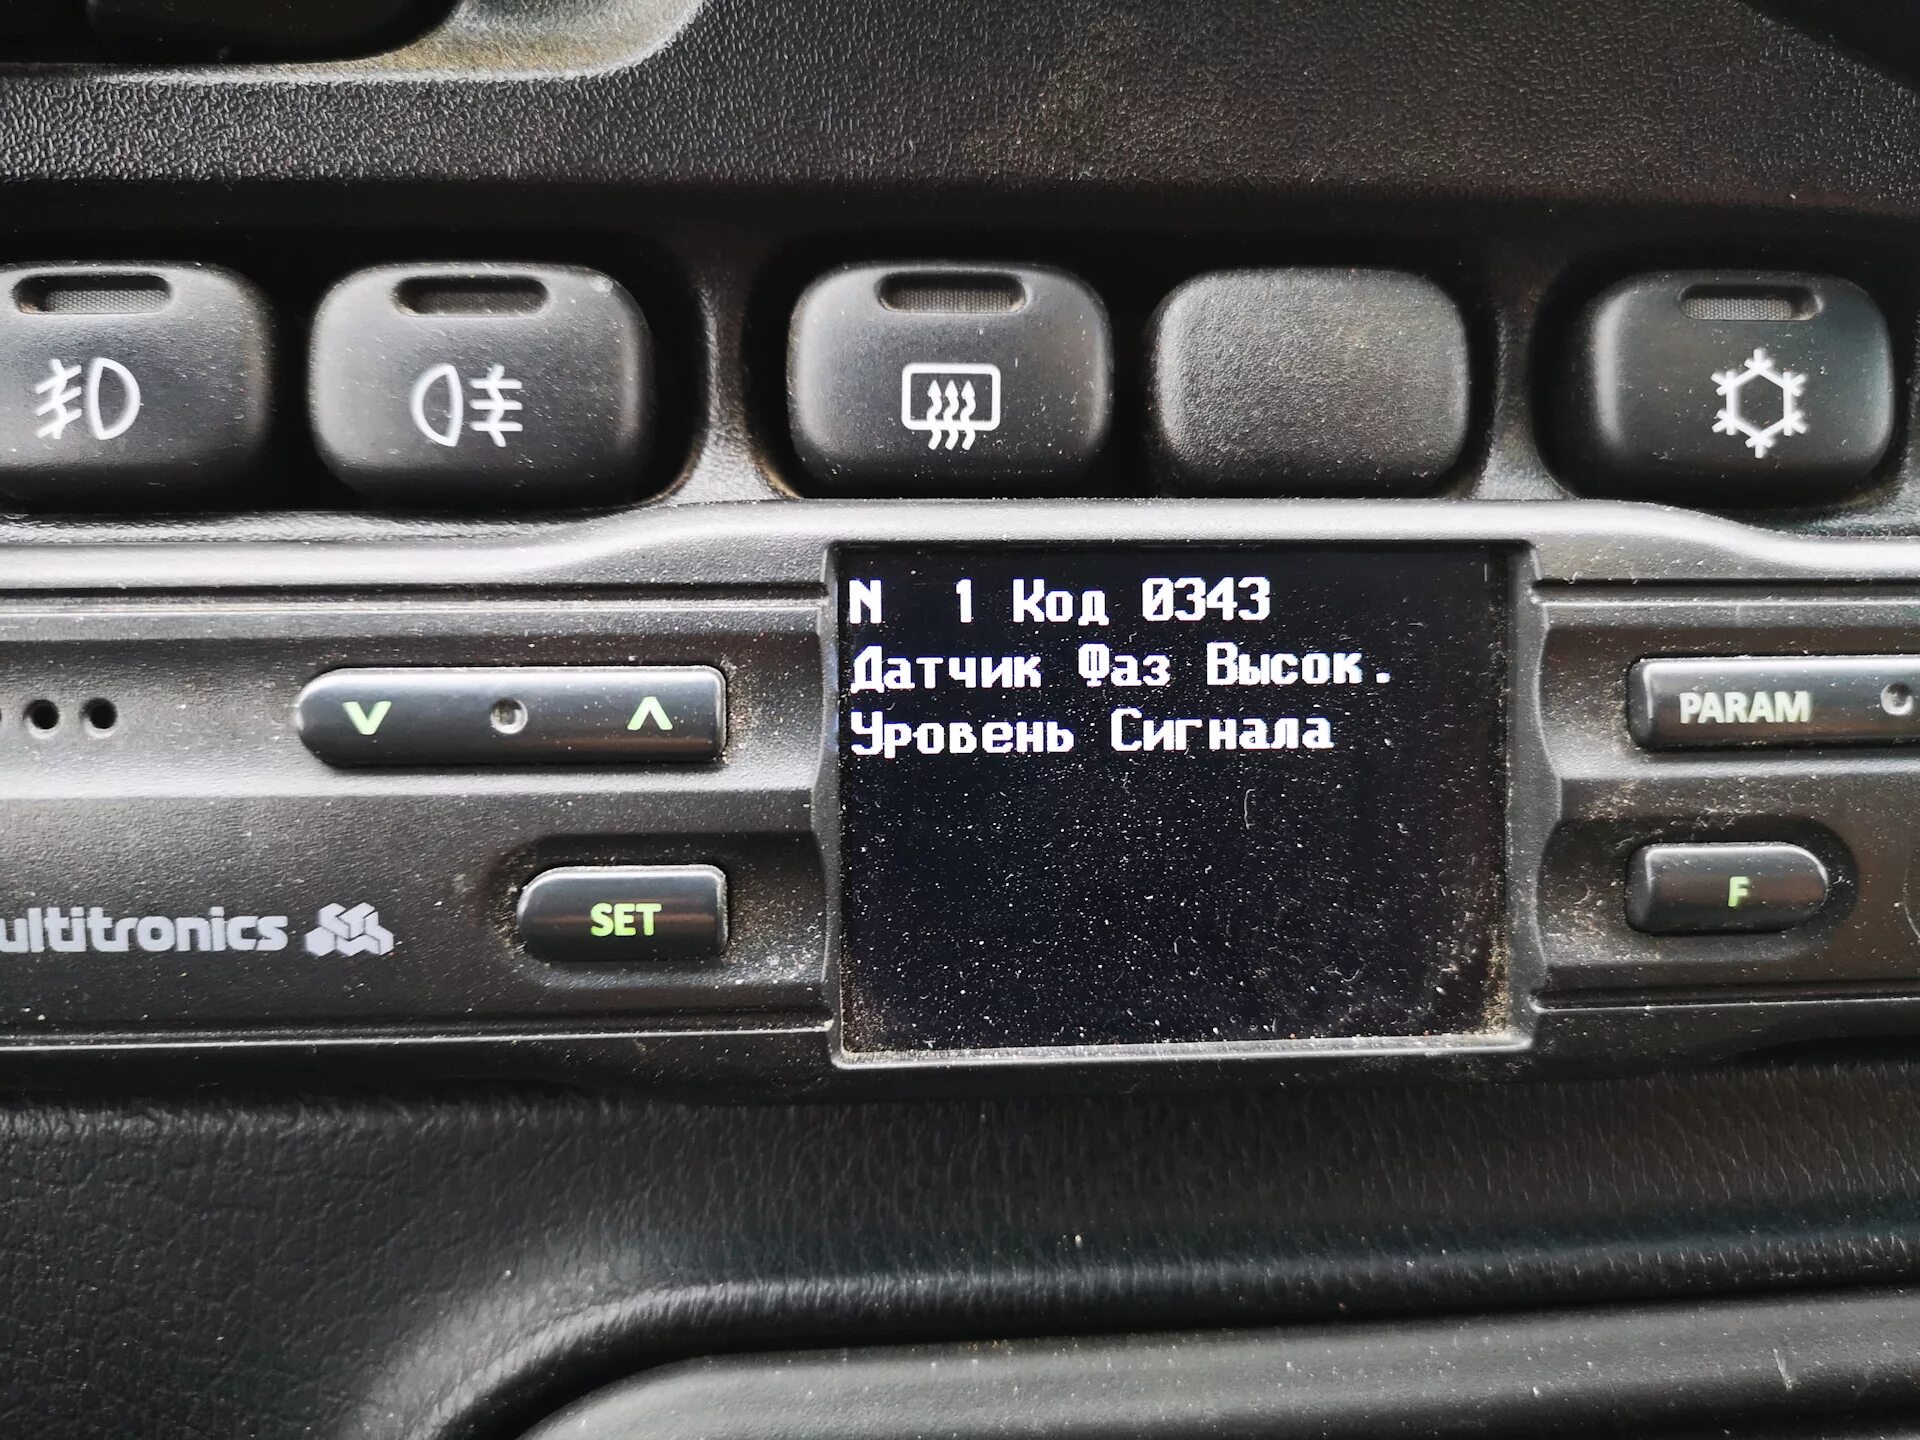 N 1 Код 0343
Датчик Фаз Высок.
Уровень Сигнала
PARAM
SET
F
ultitronics